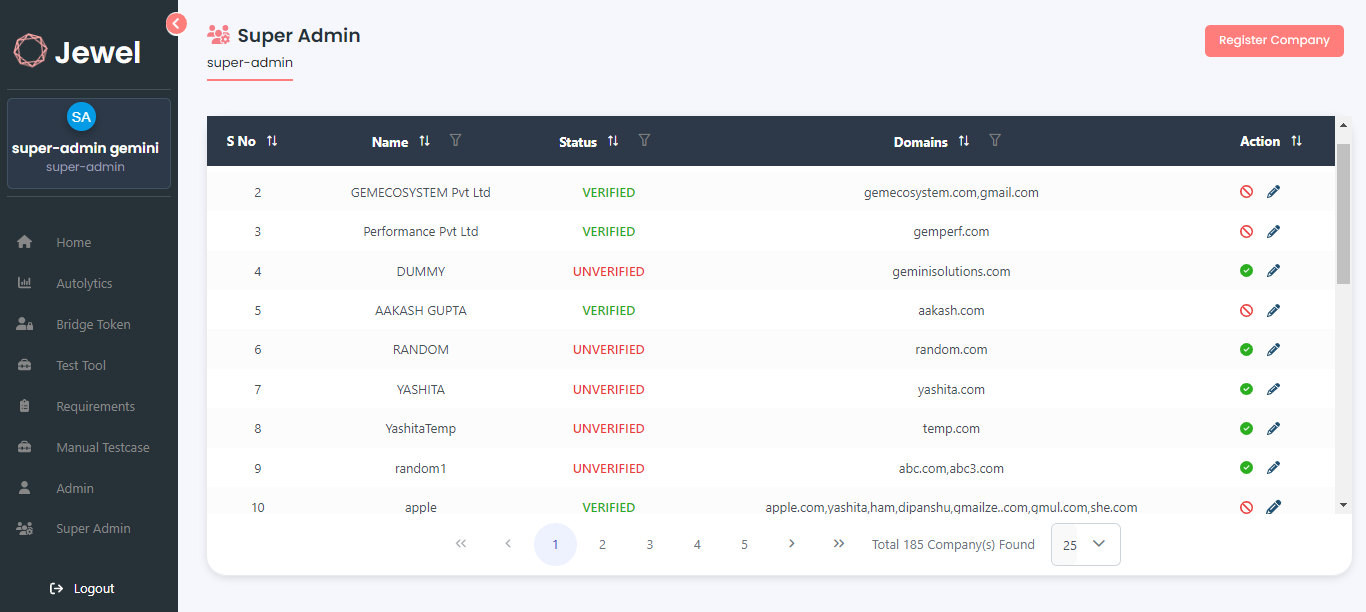 Jewel
SA
super-admin gemini
super-admin
Home
Autolytics
Bridge Token
Test Tool
Requirements
Manual Testcase
Admin
Super Admin
Logout
Super Admin
super-admin
Register Company
S No Name Status Domains Action
2 GEMECOSYSTEM Pvt Ltd VERIFIED gemecosystem.com,gmail.com
3 Performance Pvt Ltd VERIFIED gemperf.com
4 DUMMY UNVERIFIED geminisolutions.com
5 AAKASH GUPTA VERIFIED aakash.com
6 RANDOM UNVERIFIED random.com
7 YASHITA UNVERIFIED yashita.com
8 YashitaTemp UNVERIFIED temp.com
9 random1 UNVERIFIED abc.com,abc3.com
10 apple VERIFIED apple.com,yashita,ham,dipanshu,gmailze..com,gmul.com,she.com
1 2 3 4 5 Total 185 Company(s) Found 25